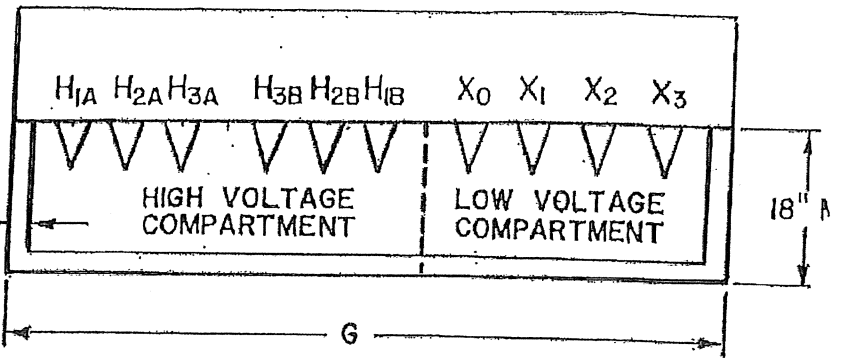 H1A H2A H3A H3B H2B H1B X0 X1 X2 X3
HIGH VOLTAGE LOW VOLTAGE
COMPARTMENT COMPARTMENT
18"
G